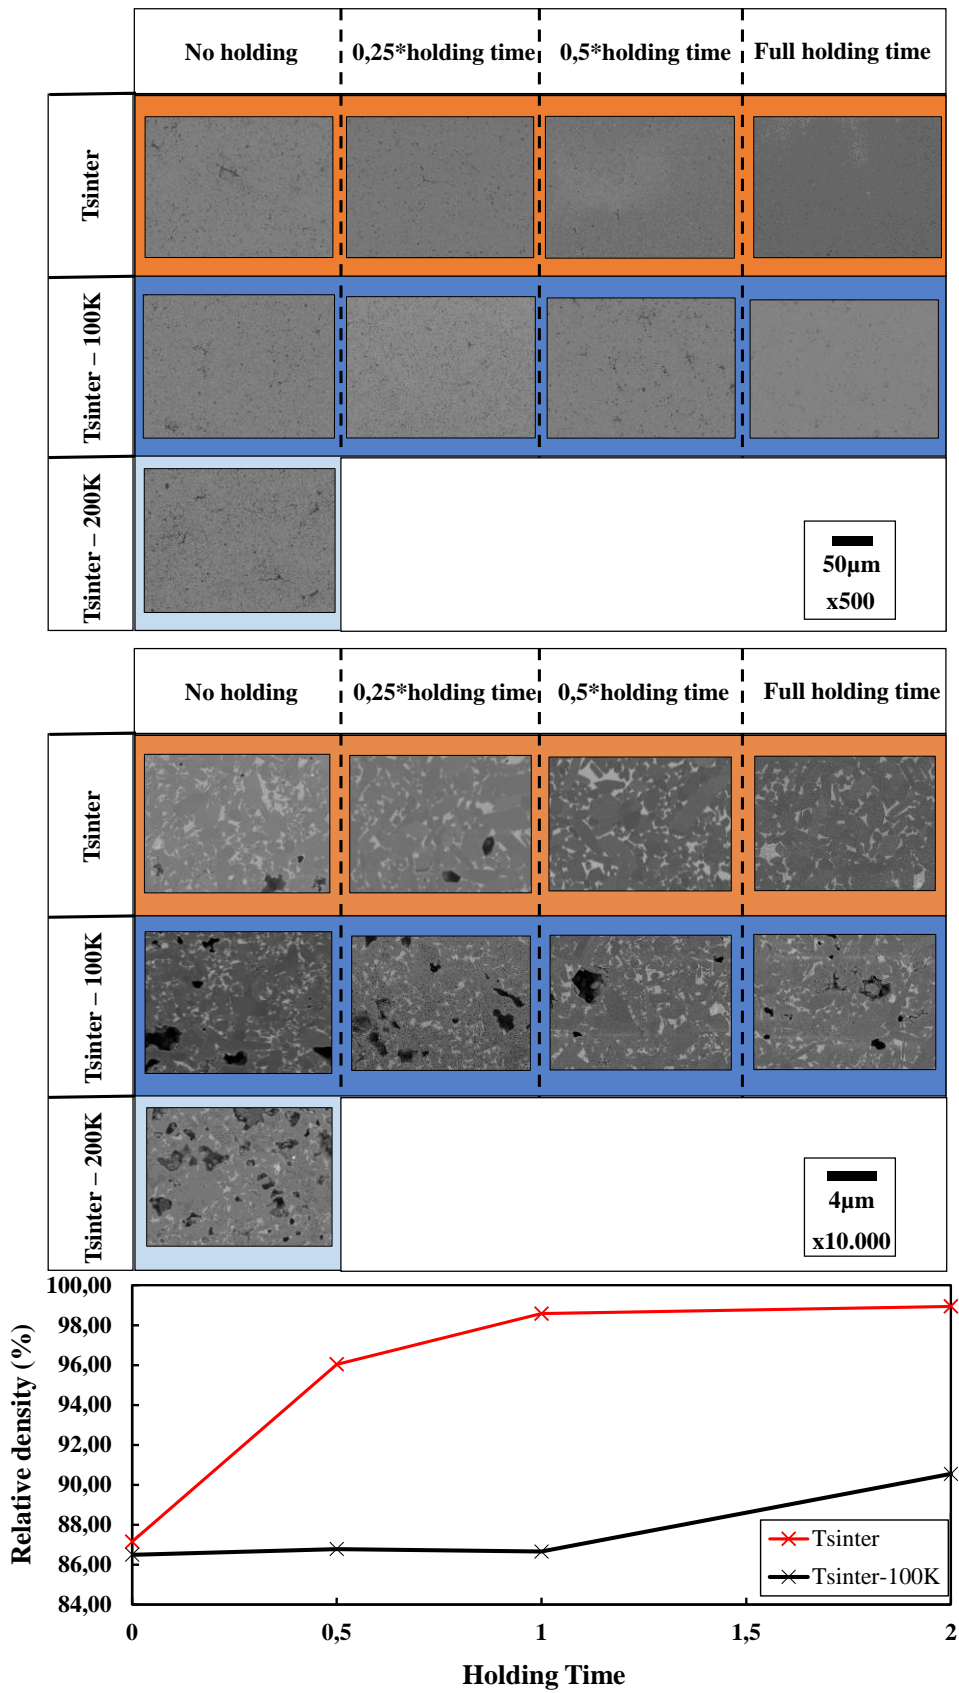 No holding 0,25*holding time 0,5*holding time Full holding time
Tsinter
Tsinter – 100K
Tsinter – 200K
50µm
x500
No holding 0,25*holding time 0,5*holding time Full holding time
Tsinter
Tsinter – 100K
Tsinter – 200K
4µm
x10.000
100,00
98,00
96,00
94,00
92,00
90,00
88,00
86,00
84,00
Relative density (%)
Tsinter
Tsinter-100K
0 0,5 1 1,5 2
Holding Time